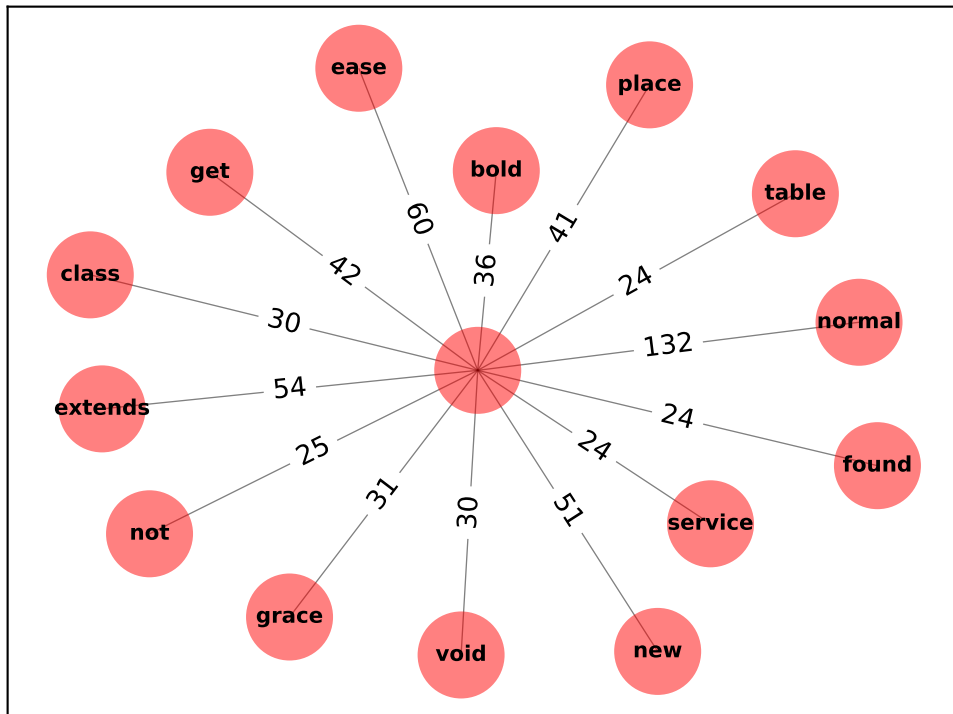 ease
place
bold
get
table
60
41
class
36
42
24
30
normal
132
54
extends
24
25
24
found
31
30
51
service
not
grace
void
new